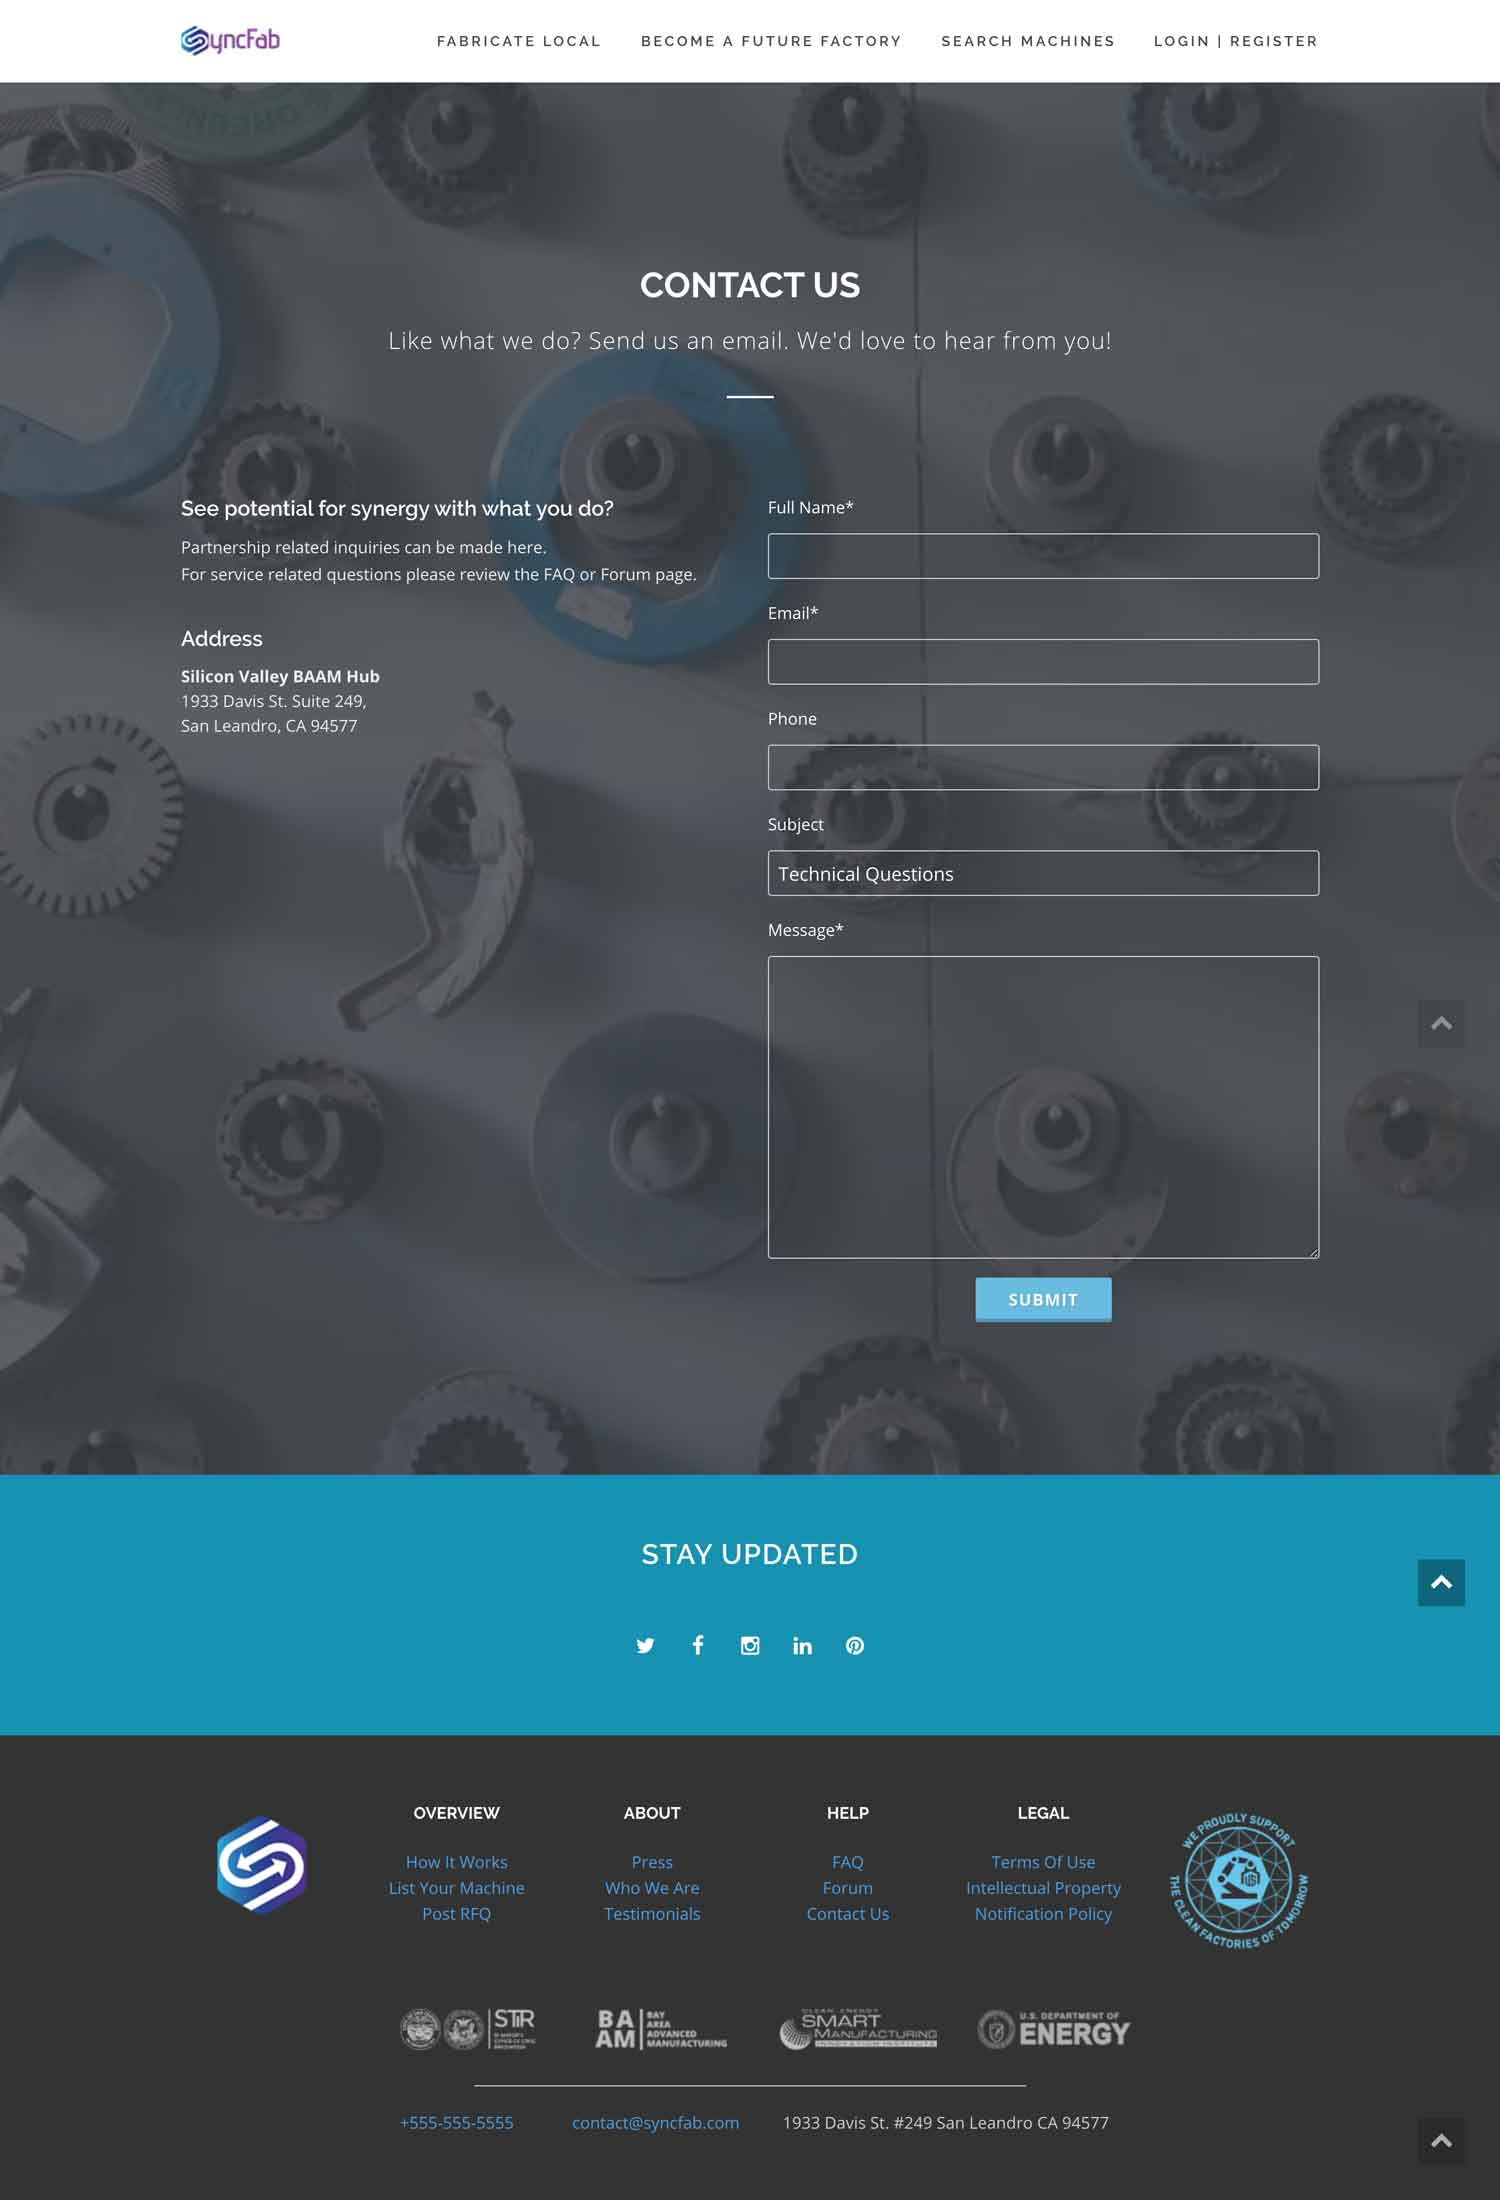 SyncFab
FABRICATE LOCAL
BECOME A FUTURE FACTORY
SEARCH MACHINES
LOGIN | REGISTER
CONTACT US
Like what we do? Send us an email. We'd love to hear from you!
See potential for synergy with what you do?
Partnership related inquiries can be made here.
For service related questions please review the FAQ or Forum page.
Address
Silicon Valley BAAM Hub
1933 Davis St. Suite 249,
San Leandro, CA 94577
Full Name*
Email*
Phone
Subject
Technical Questions
Message*
SUBMIT
STAY UPDATED
OVERVIEW
How It Works
List Your Machine
Post RFQ
ABOUT
Press
Who We Are
Testimonials
HELP
FAQ
Forum
Contact Us
LEGAL
Terms Of Use
Intellectual Property
Notification Policy
WE PROUDLY SUPPORT
THE CLEAN FACTORIES OF TOMORROW
STiR
BAAM
BAY
AREA
ADVANCED
MANUFACTURING
CLEAN ENERGY
SMART
MANUFACTURING
INNOVATION INSTITUTE
U.S. DEPARTMENT OF
ENERGY
+555-555-5555
contact@syncfab.com
1933 Davis St. #249 San Leandro CA 94577